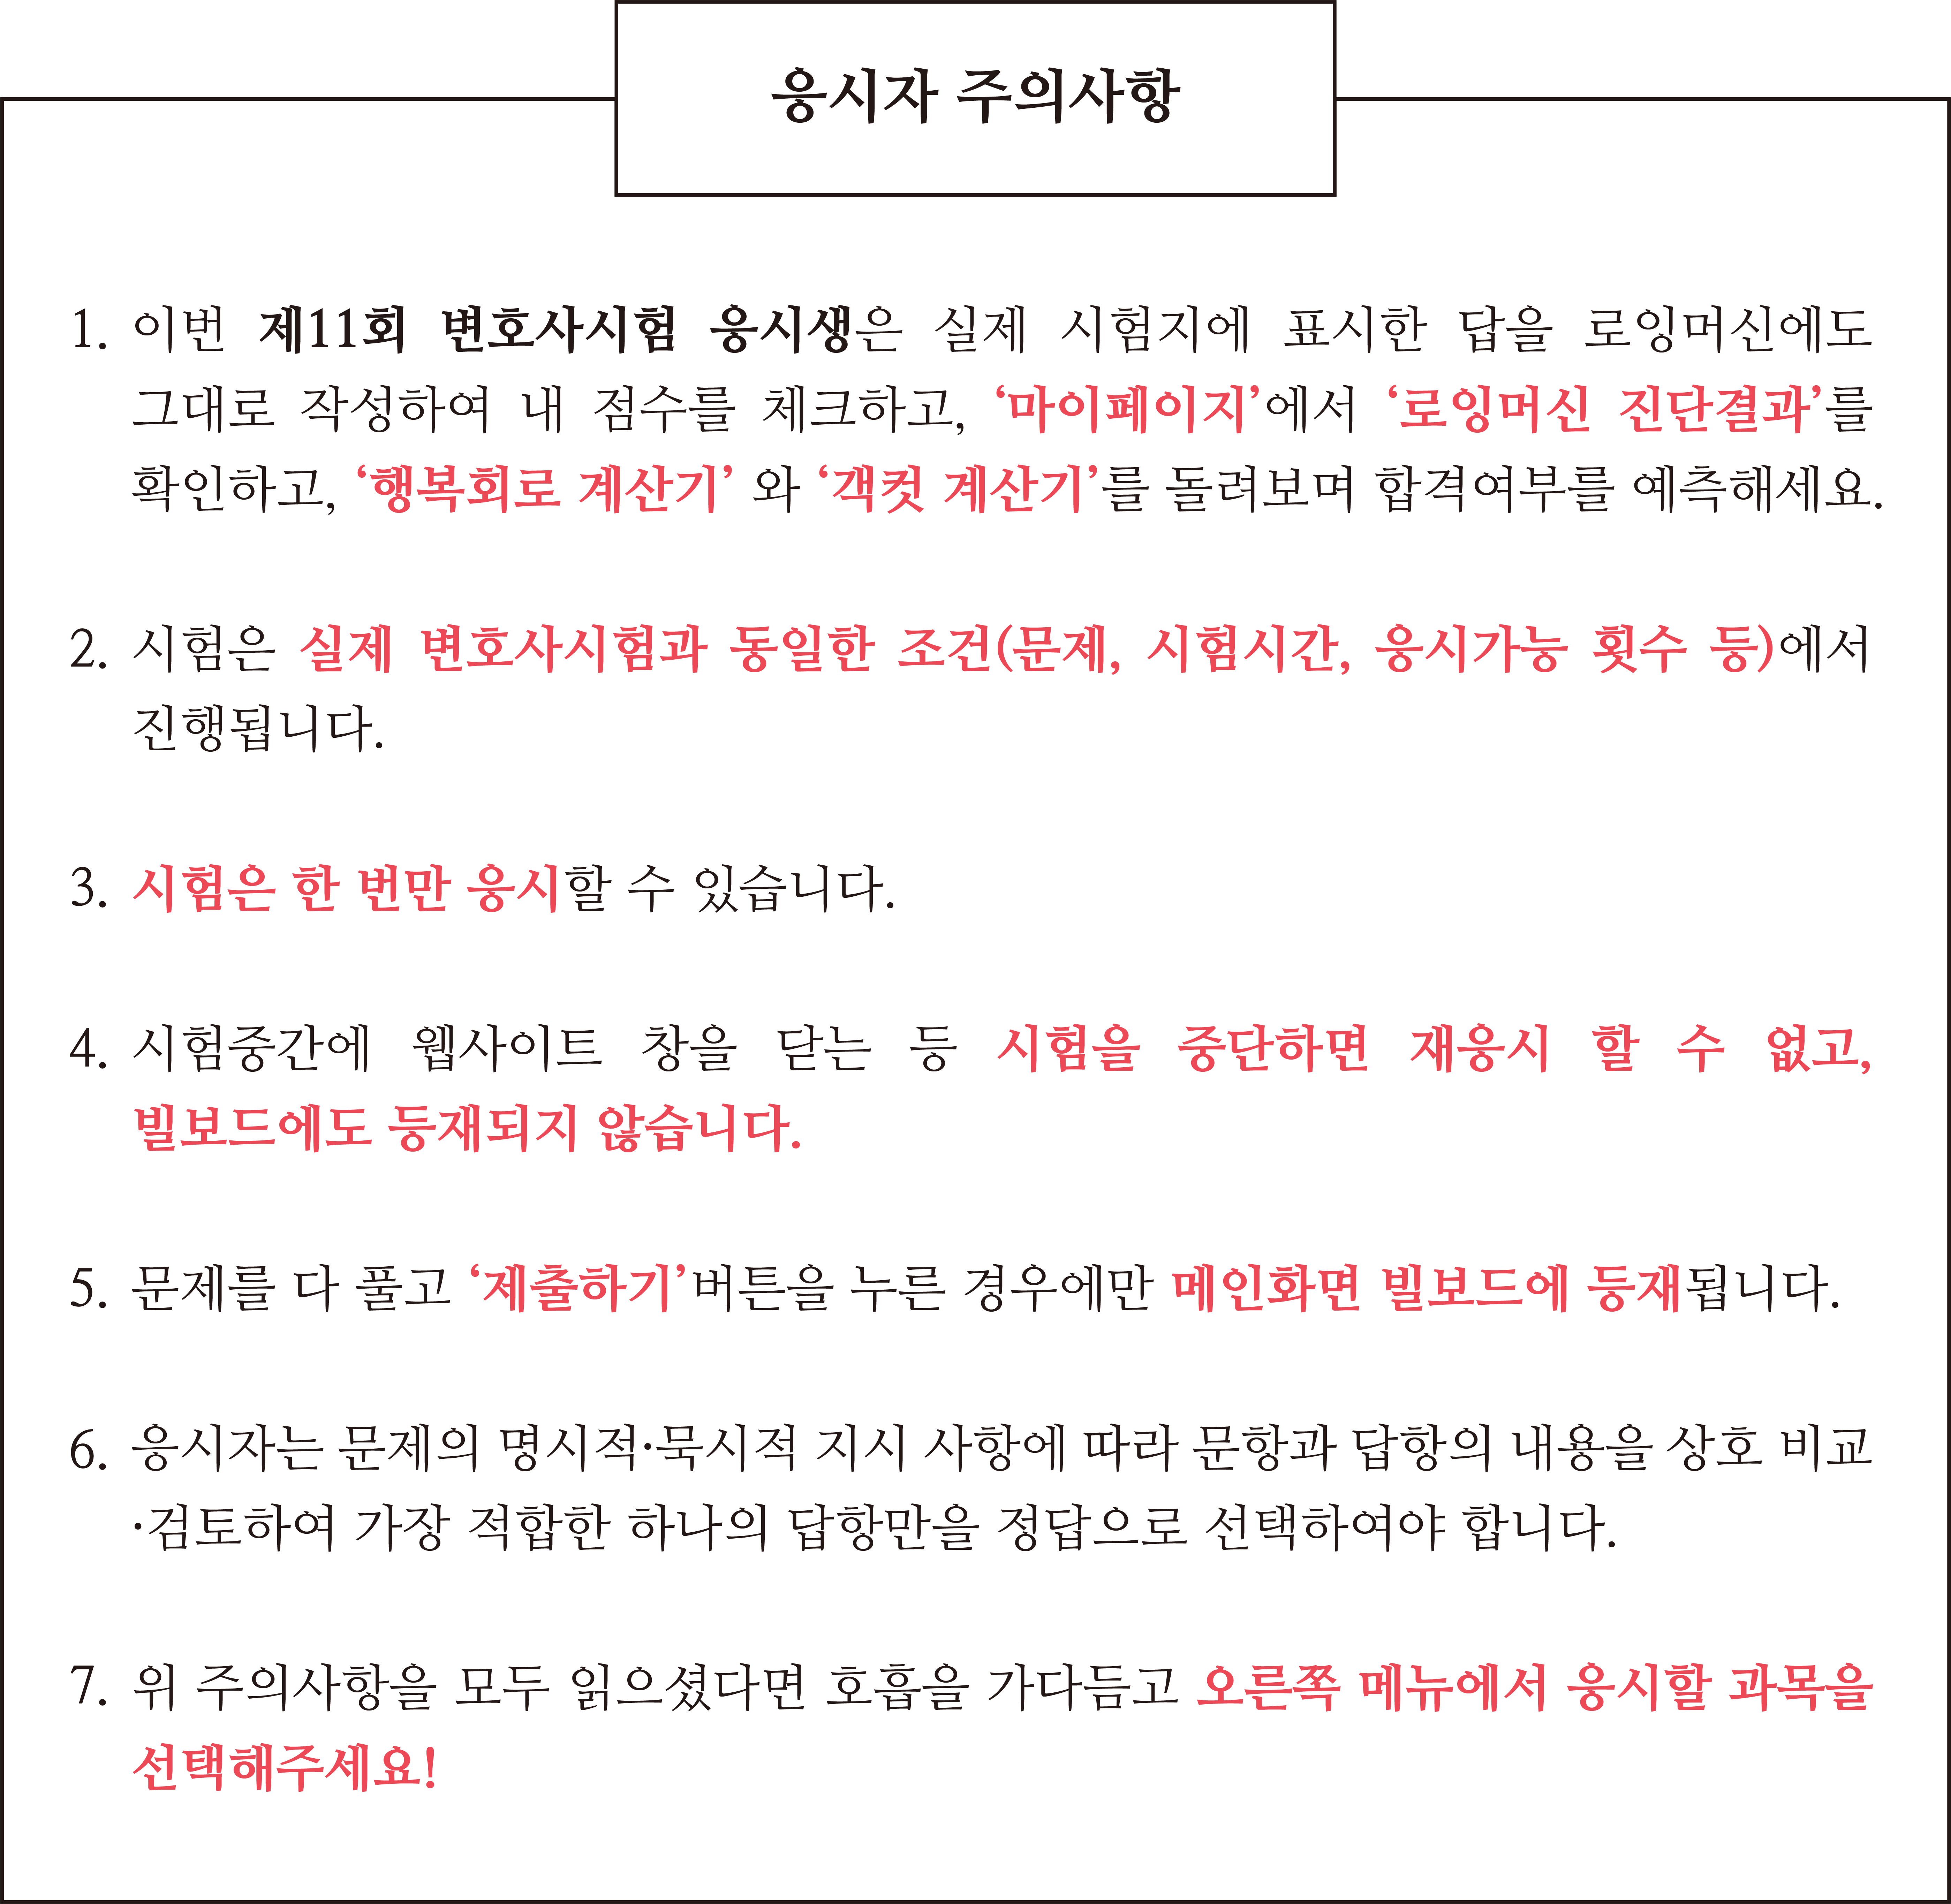 응시자 주의사항
1. 이번 제11회 변호사시험 응시생은 실제 시험지에 표시한 답을 로잉머신에도
그대로 작성하여 내 점수를 체크하고, ‘마이페이지’에서 ‘로잉머신 진단결과’를
확인하고, ‘행복회로 계산기’ 와 ‘객컷 계산기’를 돌려보며 합격여부를 예측해세요.
2. 시험은 실제 변호사시험과 동일한 조건(문제, 시험시간, 응시가능 횟수 등)에서
진행됩니다.
3. 시험은 한 번만 응시할 수 있습니다.
4. 시험중간에 웹사이트 창을 닫는 등 시험을 중단하면 재응시 할 수 없고,
빌보드에도 등재되지 않습니다.
5. 문제를 다 풀고 ‘제출하기’버튼을 누른 경우에만 메인화면 빌보드에 등재됩니다.
6. 응시자는 문제의 명시적·묵시적 지시 사항에 따라 문항과 답항의 내용을 상호 비교
·검토하여 가장 적합한 하나의 답항만을 정답으로 선택하여야 합니다.
7. 위 주의사항을 모두 읽으셨다면 호흡을 가다듬고 오른쪽 메뉴에서 응시할 과목을
선택해주세요!